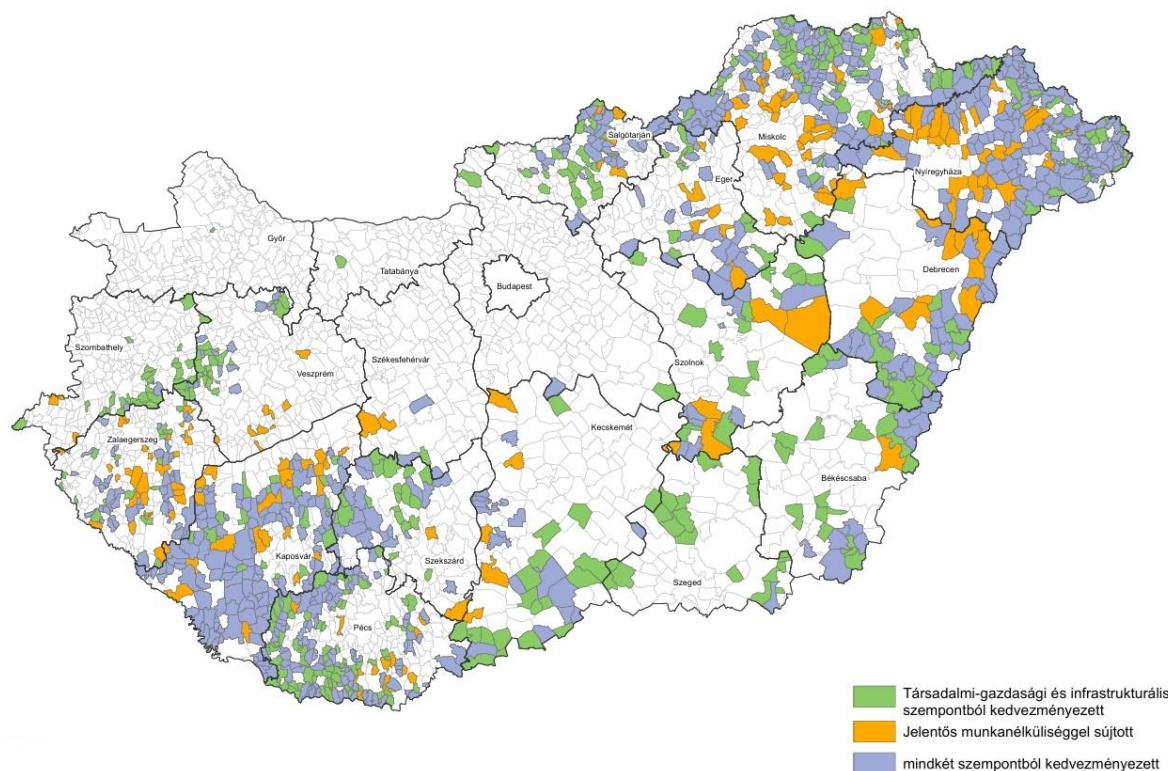 Salgótarján
Miskolc
Eger
Nyíregyháza
Győr
Tatabánya
Budapest
Debrecen
Szombathely
Veszprém
Székesfehérvár
Szolnok
Zalaegerszeg
Kecskemét
Békéscsaba
Kaposvár
Szekszárd
Szeged
Pécs
Társadalmi-gazdasági és infrastrukturális
szempontból kedvezményezett
Jelentős munkanélküliséggel sújtott
mindkét szempontból kedvezményezett